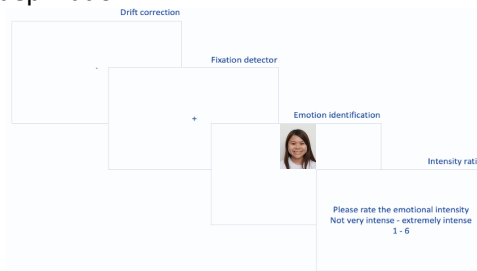 Drift correction
Fixation detector
Emotion identification
Intensity rati
Please rate the emotional intensity
Not very intense - extremely intense
1 - 6